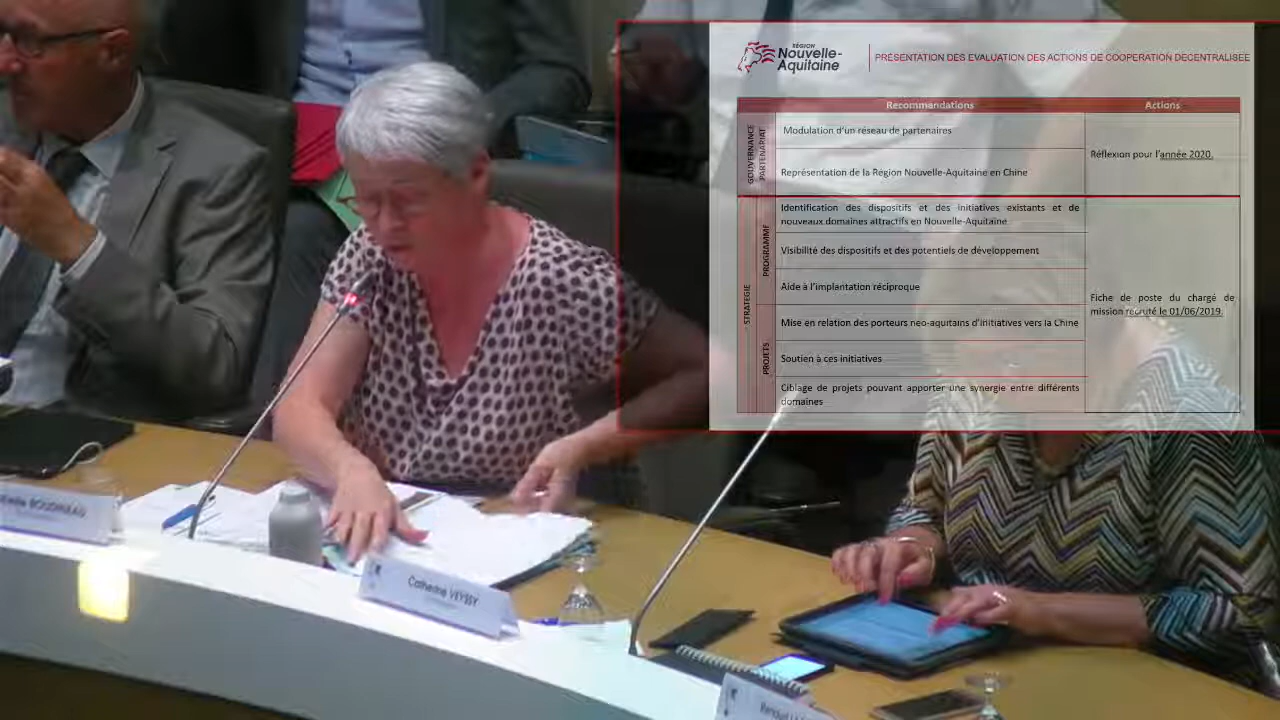 RÉGION
Nouvelle-
Aquitaine
PRÉSENTATION DES EVALUATION DES ACTIONS DE COOPERATION DECENTRALISEE
Recommandations
Actions
GOUVERNANCE
PARTENARIAT
Modulation d'un réseau de partenaires
Représentation de la Région Nouvelle-Aquitaine en Chine
Réflexion pour l'année 2020.
STRATEGIE
PROGRAMME
Identification des dispositifs et des initiatives existants et de
nouveaux domaines attractifs en Nouvelle-Aquitaine
Visibilité des dispositifs et des potentiels de développement
Aide à l'implantation réciproque
PROJETS
Mise en relation des porteurs néo-aquitains d'initiatives vers la Chine
Soutien à ces initiatives
Ciblage de projets pouvant apporter une synergie entre différents
domaines
Fiche de poste du chargé de
mission recruté le 01/06/2019.
BOUDINEAU
Catherine VEYSSY